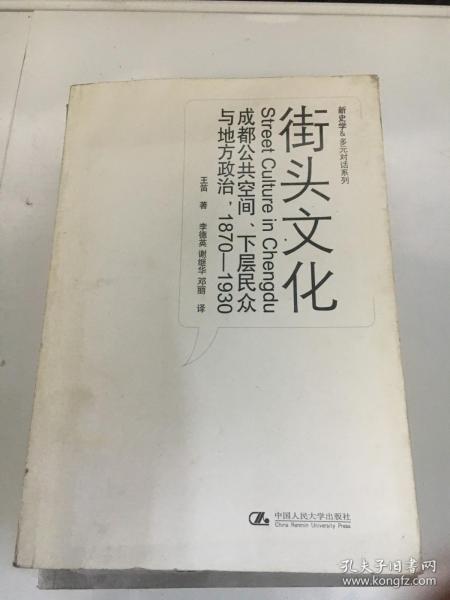 新史学&多元对话系列
街头文化
Street Culture in Chengdu
成都公共空间、下层民众
与地方政治，1870—1930
王笛 著
李德英 谢继华 邓丽 译
中国人民大学出版社
China Renmin University Press
孔夫子旧书网
www.kongfz.com